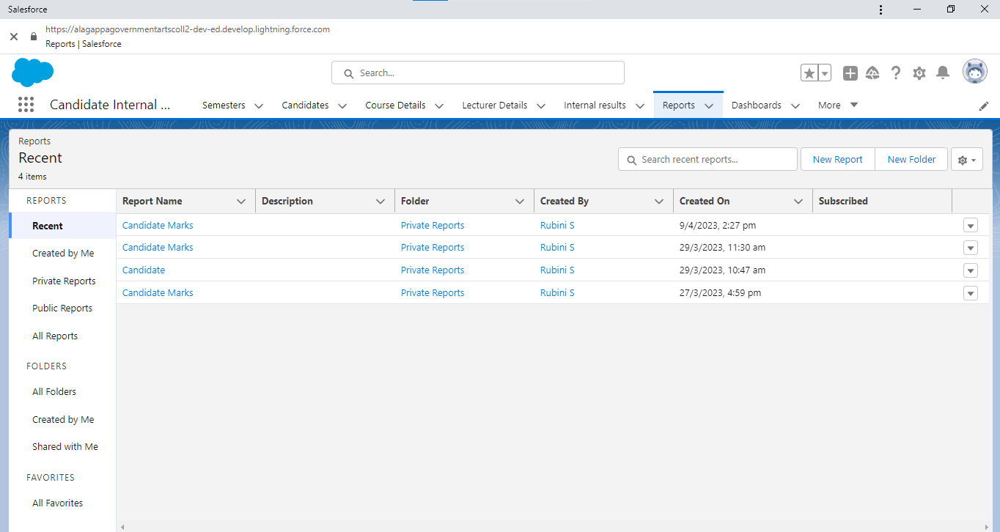 Salesforce
https://alagappagovernmentartscoll2-dev-ed.develop.lightning.force.com
Reports | Salesforce
Search...
Candidate Internal ... Semesters Candidates Course Details Lecturer Details Internal results Reports Dashboards More
Reports
Recent
4 items
Search recent reports... New Report New Folder
REPORTS Report Name Description Folder Created By Created On Subscribed
Recent Candidate Marks Private Reports Rubini S 9/4/2023, 2:27 pm
Created by Me Candidate Marks Private Reports Rubini S 29/3/2023, 11:30 am
Private Reports Candidate Private Reports Rubini S 29/3/2023, 10:47 am
Public Reports Candidate Marks Private Reports Rubini S 27/3/2023, 4:59 pm
All Reports
FOLDERS
All Folders
Created by Me
Shared with Me
FAVORITES
All Favorites